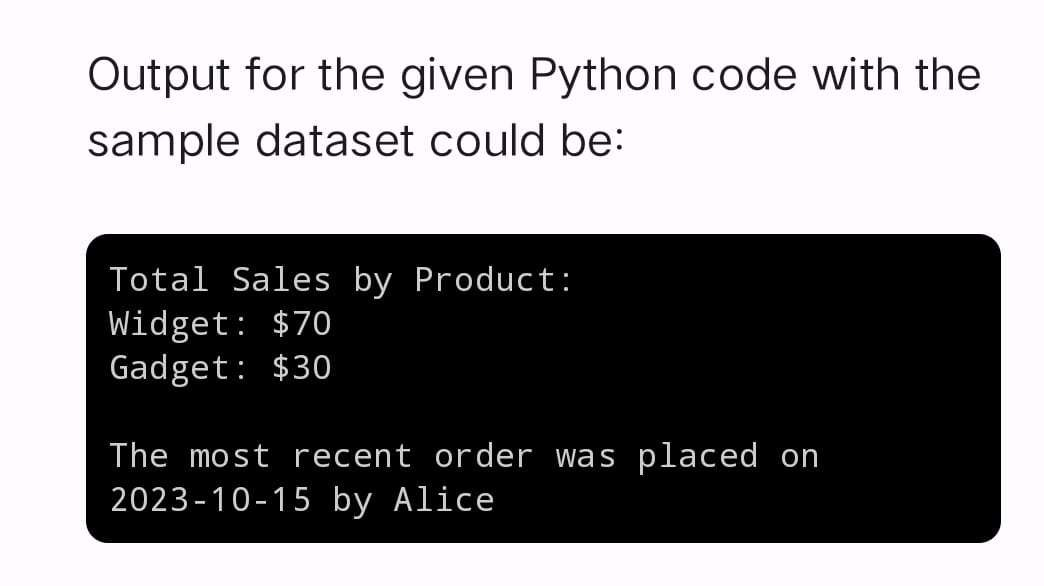 Output for the given Python code with the
sample dataset could be:
Total Sales by Product:
Widget: $70
Gadget: $30
The most recent order was placed on
2023-10-15 by Alice